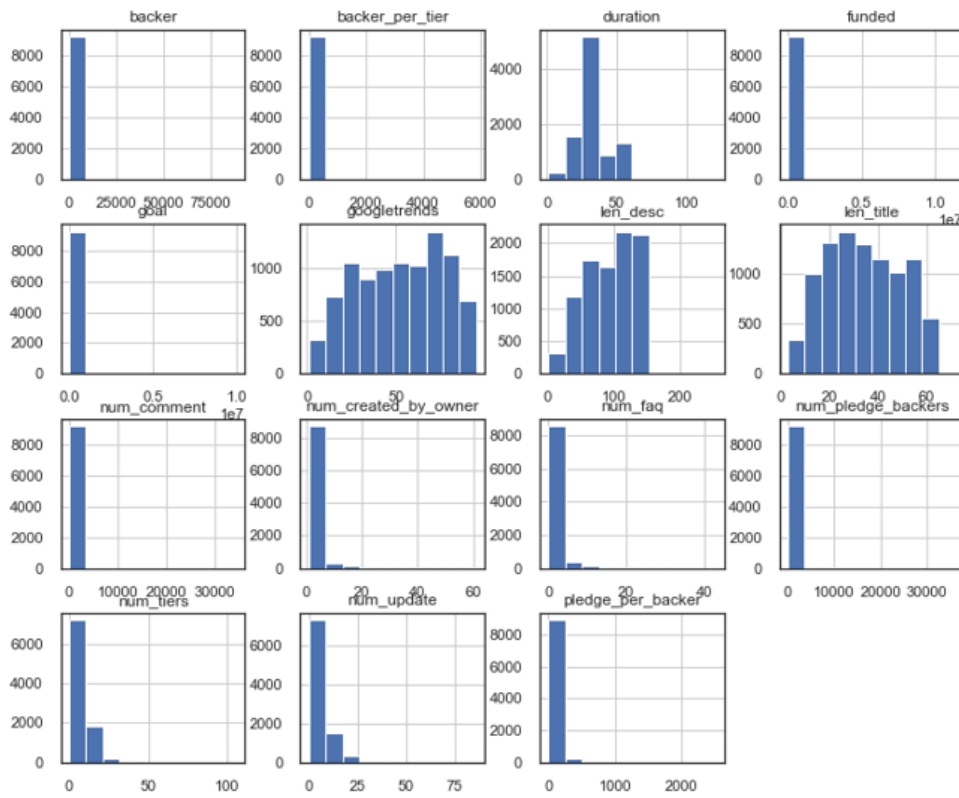 backer backer_per_tier duration funded
8000 8000 4000 8000
6000 6000 6000
4000 4000 2000 4000
2000 2000 2000
0 0 0 0
0 25000 50000 75000 0 2000 4000 6000 0 50 100 0.0 0.5 1.0
1e7
goal googletrends len_desc len_title
8000 1000 2000 1000
6000 1500
4000 500 1000 500
2000 500
0 0 0 0
0.0 0.5 1.0 50 0 100 200 20 40 60
1e7
num_comment num_created_by_owner num_faq num_pledge_backers
8000 8000 8000 8000
6000 6000 6000 6000
4000 4000 4000 4000
2000 2000 2000 2000
0 0 0 0
0 10000 20000 30000 0 20 40 60 0 20 40 0 10000 20000 30000
num_tiers num_update pledge_per_backer
6000 6000 8000
4000 4000 6000
2000 2000 4000
2000
0 0 0
0 50 100 0 25 50 75 0 1000 2000